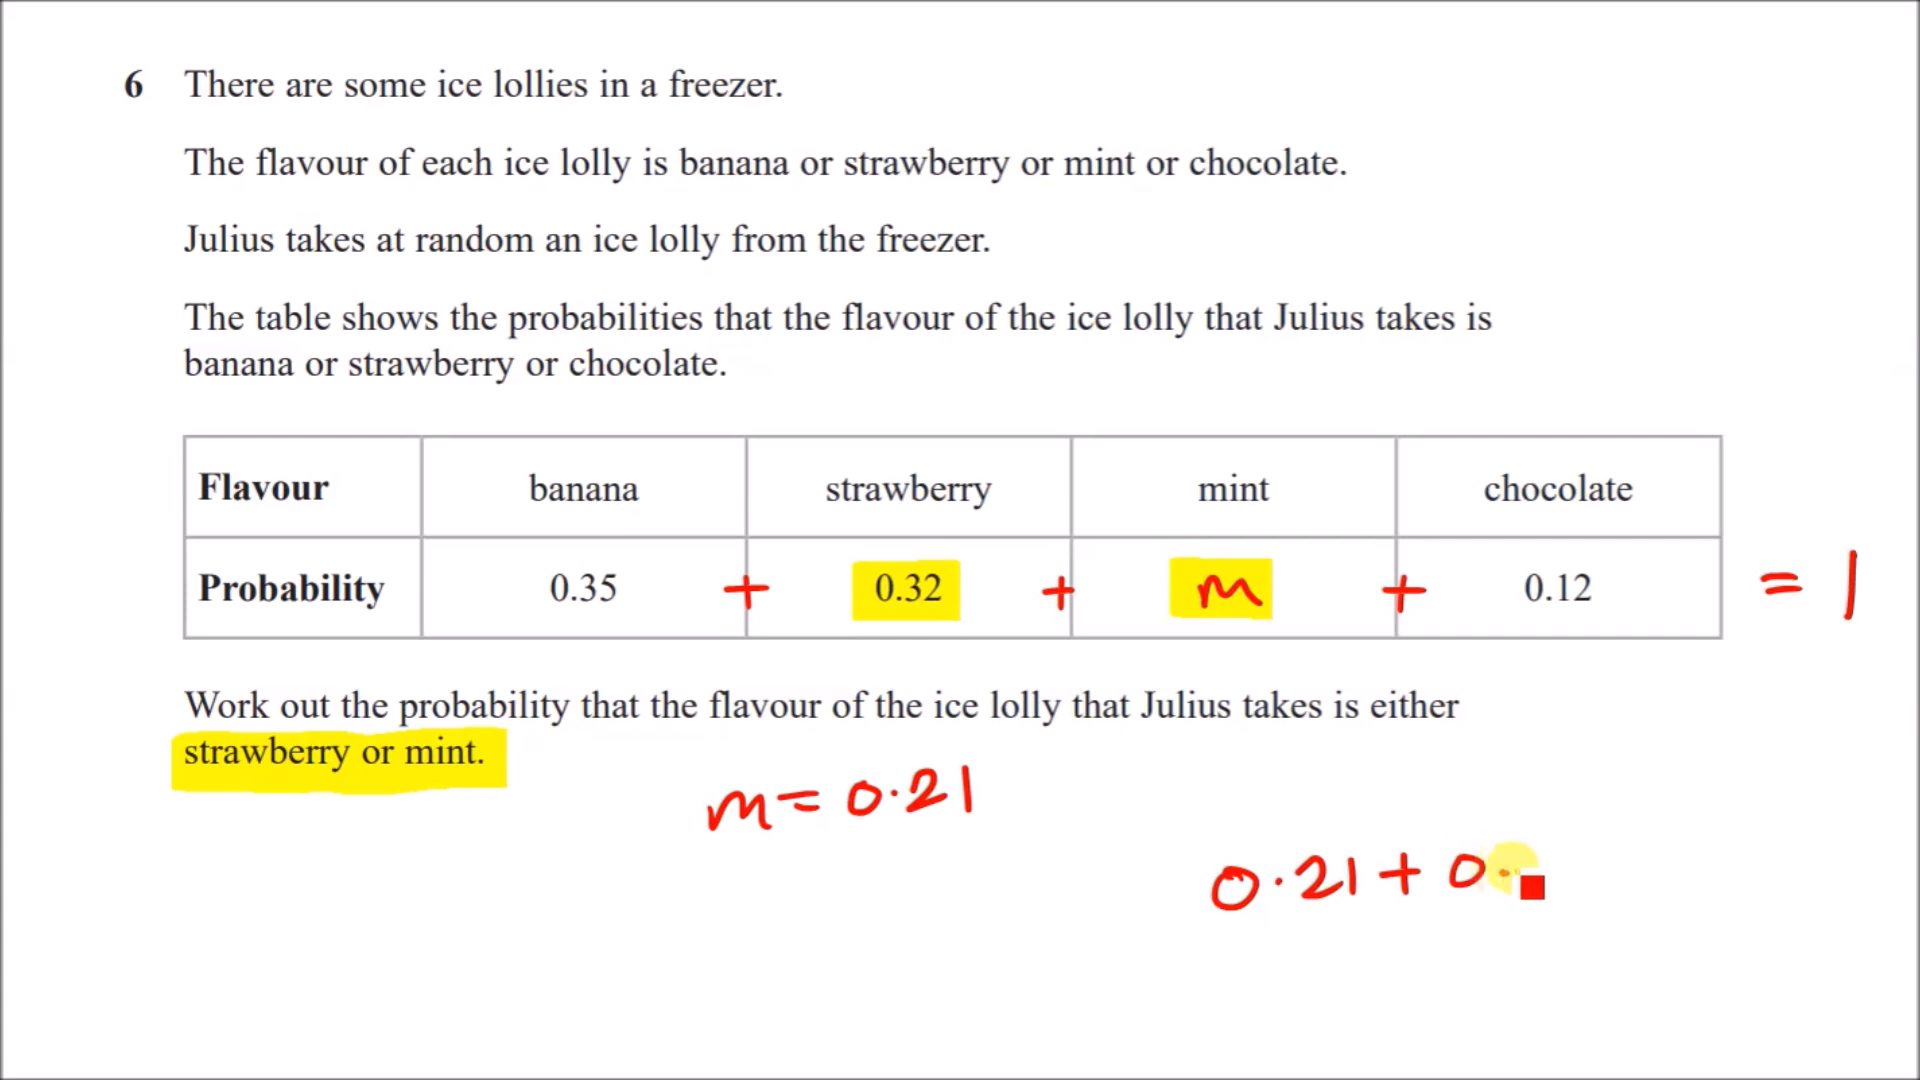 6 There are some ice lollies in a freezer.
The flavour of each ice lolly is banana or strawberry or mint or chocolate.
Julius takes at random an ice lolly from the freezer.
The table shows the probabilities that the flavour of the ice lolly that Julius takes is
banana or strawberry or chocolate.
Flavour banana strawberry mint chocolate
Probability 0.35 + 0.32 + m + 0.12 = 1
Work out the probability that the flavour of the ice lolly that Julius takes is either
strawberry or mint.
m = 0.21
0.21 + 0.